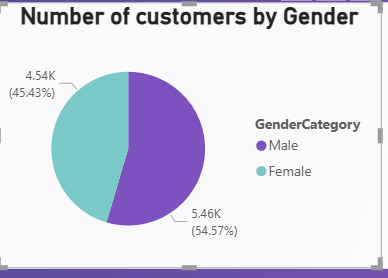 Number of customers by Gender
4.54K
(45.43%)
GenderCategory
Male
Female
5.46K
(54.57%)